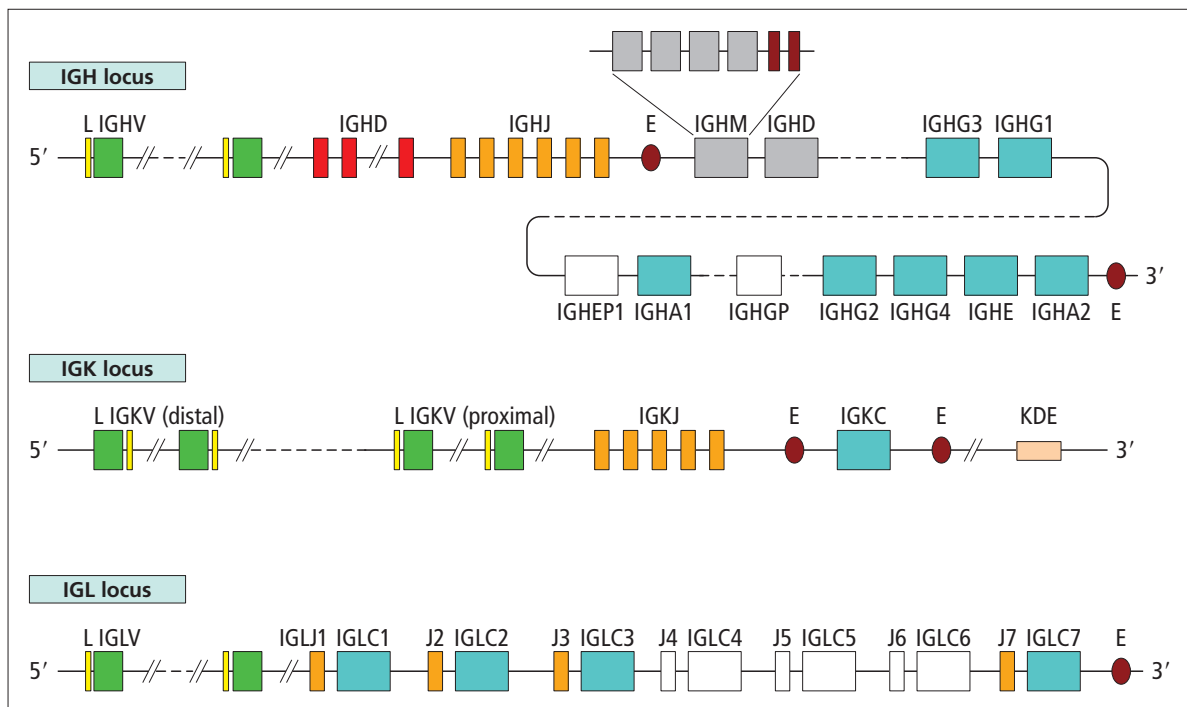 IGH locus
L IGHV IGHD IGHJ E IGHM IGHD IGHG3 IGHG1
5′
IGHEP1 IGHA1 IGHGP IGHG2 IGHG4 IGHE IGHA2 E
3′
IGK locus
L IGKV (distal) L IGKV (proximal) IGKJ E IGKC E KDE
5′ 3′
IGL locus
L IGLV IGLJ1 IGLC1 J2 IGLC2 J3 IGLC3 J4 IGLC4 J5 IGLC5 J6 IGLC6 J7 IGLC7 E
5′ 3′